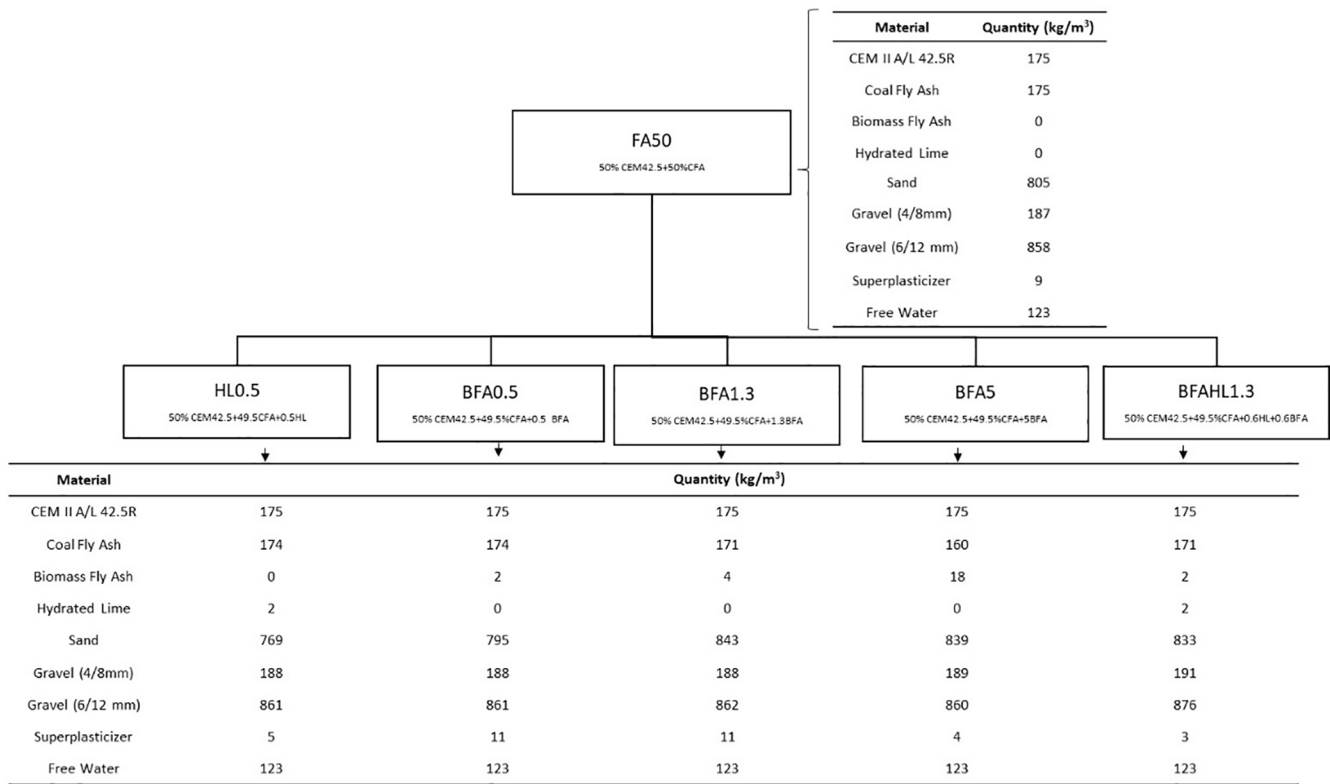 Material Quantity (kg/m³)
CEM II A/L 42.5R 175
Coal Fly Ash 175
Biomass Fly Ash 0
Hydrated Lime 0
Sand 805
Gravel (4/8mm) 187
Gravel (6/12 mm) 858
Superplasticizer 9
Free Water 123
FA50
50% CEM42.5+50%CFA
HL0.5
50% CEM42.5+49.5CFA+0.5HL
BFA0.5
50% CEM42.5+49.5%CFA+0.5 BFA
BFA1.3
50% CEM42.5+49.5%CFA+1.3BFA
BFA5
50% CEM42.5+49.5%CFA+5BFA
BFAHL1.3
50% CEM42.5+49.5%CFA+0.6HL+0.6BFA
Material Quantity (kg/m³)
CEM II A/L 42.5R 175 175 175 175 175
Coal Fly Ash 174 174 171 160 171
Biomass Fly Ash 0 2 4 18 2
Hydrated Lime 2 0 0 0 2
Sand 769 795 843 839 833
Gravel (4/8mm) 188 188 188 189 191
Gravel (6/12 mm) 861 861 862 860 876
Superplasticizer 5 11 11 4 3
Free Water 123 123 123 123 123